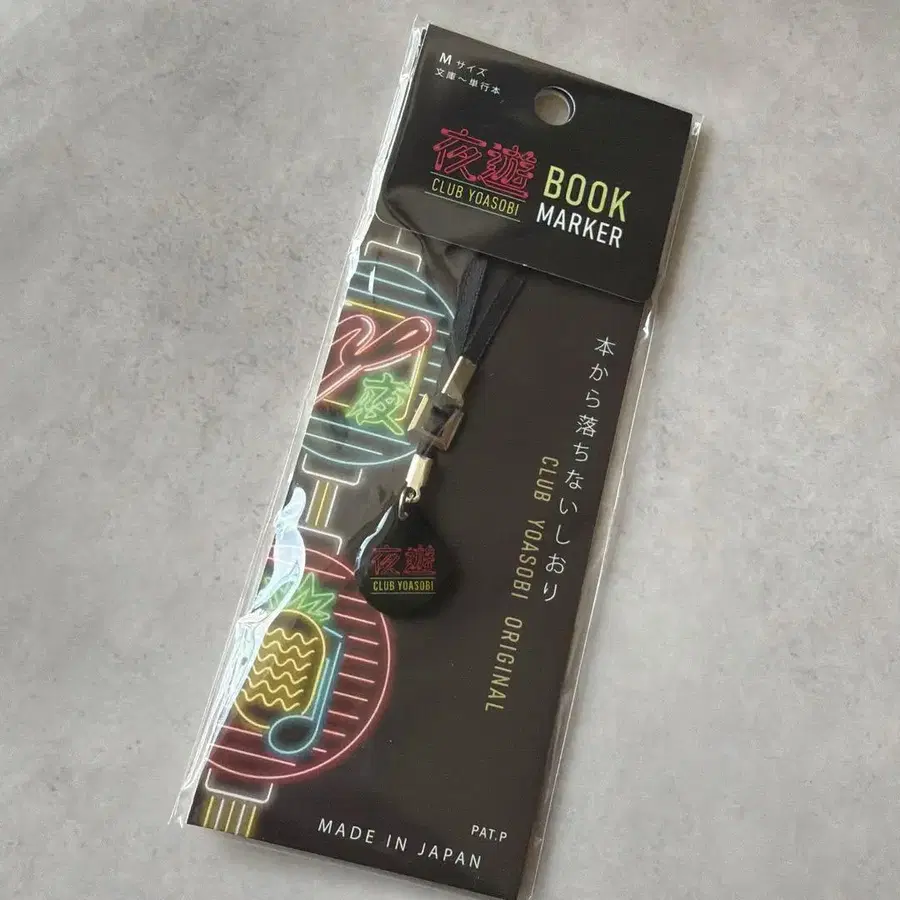 M サイズ
文庫~単行本
夜遊
CLUB YOASOBI
BOOK
MARKER
夜
夜遊
CLUB YOASOBI
本から落ちないしおり
CLUB YOASOBI ORIGINAL
MADE IN JAPAN
PAT.P